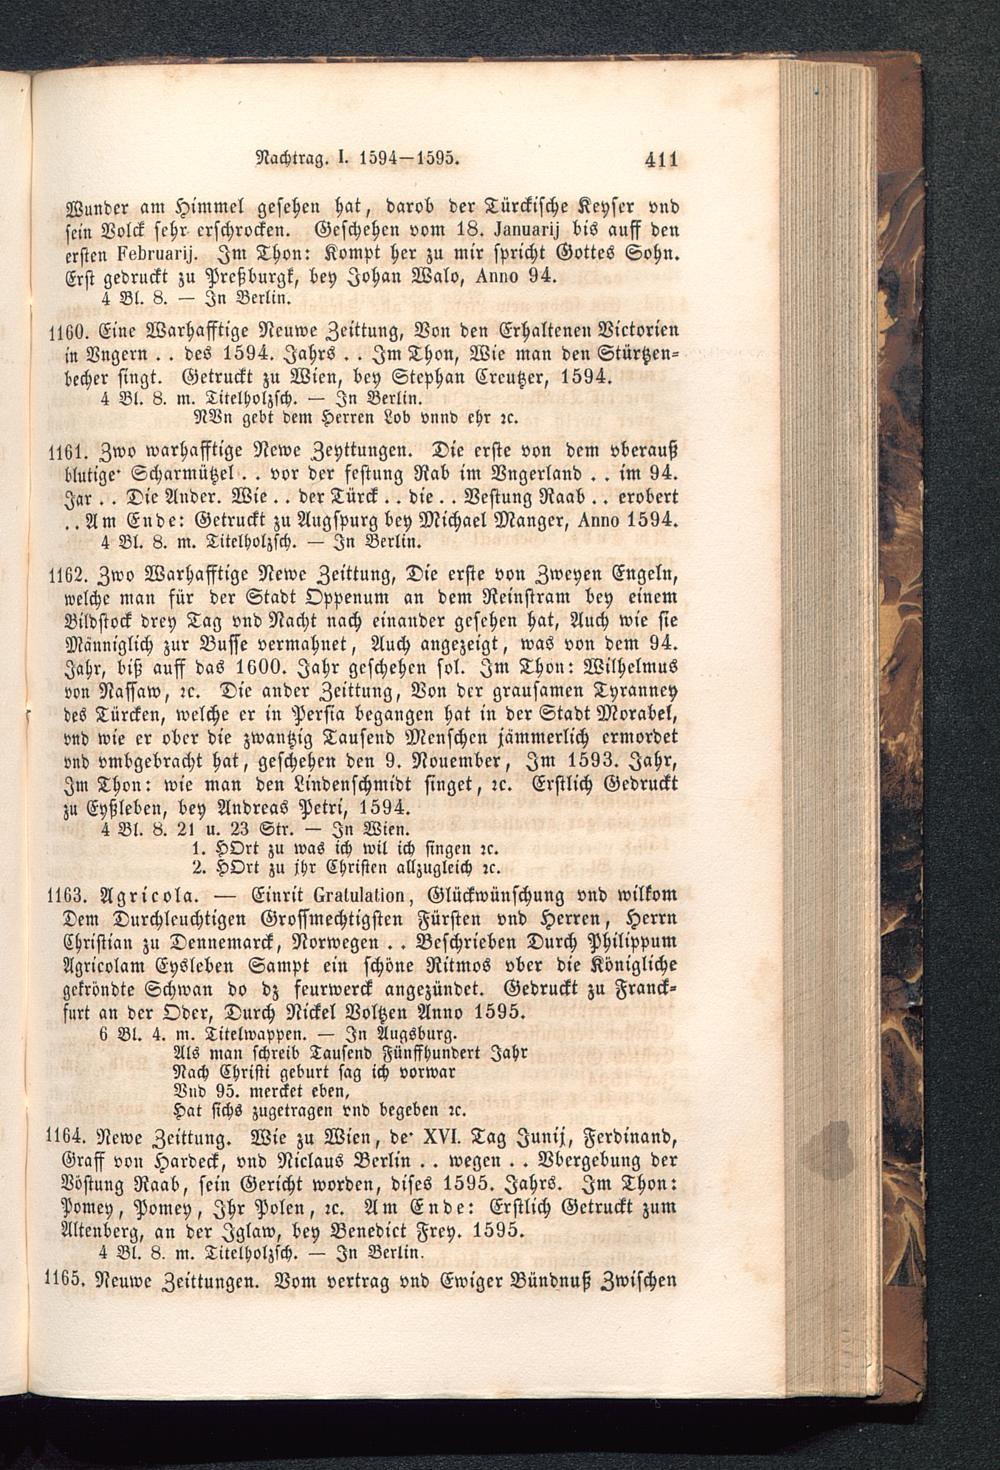 Nachtrag. I. 1594—1595. 411
Wunder am Himmel gesehen hat, darob der Türckische Keyser vnd
sein Volck sehr erschrocken. Geschehen vom 18. Januarij bis auff den
ersten Februarij. Im Thon: Kompt her zu mir spricht Gottes Sohn.
Erst gedruckt zu Preßburgk, bey Johan Walo, Anno 94.
4 Bl. 8. — In Berlin.
1160. Eine Warhafftige Neuwe Zeittung, Von den Erhaltenen Victorien
in Vngern . . des 1594. Jahrs . . Im Thon, Wie man den Stürtzen-
becher singt. Getruckt zu Wien, bey Stephan Creutzer, 1594.
4 Bl. 8. m. Titelholzsch. — In Berlin.
NVn gebt dem Herren Lob vnnd ehr ꝛc.
1161. Zwo warhafftige Newe Zeyttungen. Die erste von dem vberauß
blutige· Scharmützel . . vor der festung Rab im Vngerland . . im 94.
Jar . . Die Ander. Wie . . der Türck . . die . . Vestung Raab . . erobert
. . Am Ende: Getruckt zu Augspurg bey Michael Manger, Anno 1594.
4 Bl. 8. m. Titelholzsch. — In Berlin.
1162. Zwo Warhafftige Newe Zeittung, Die erste von Zweyen Engeln,
welche man für der Stadt Oppenum an dem Reinstram bey einem
Bildstock drey Tag vnd Nacht nach einander gesehen hat, Auch wie sie
Männiglich zur Busse vermahnet, Auch angezeigt, was von dem 94.
Jahr, biß auff das 1600. Jahr geschehen sol. Im Thon: Wilhelmus
von Nassaw, ꝛc. Die ander Zeittung, Von der grausamen Tyranney
des Türcken, welche er in Persia begangen hat in der Stadt Morabel,
vnd wie er ober die zwantzig Tausend Menschen jämmerlich ermordet
vnd vmbgebracht hat, geschehen den 9. Nouember, Im 1593. Jahr,
Im Thon: wie man den Lindenschmidt singet, ꝛc. Erstlich Gedruckt
zu Eyßleben, bey Andreas Petri, 1594.
4 Bl. 8. 21 u. 23 Str. — In Wien.
1. HOrt zu was ich wil ich singen ꝛc.
2. HOrt zu jhr Christen allzugleich ꝛc.
1163. Agricola. — Einrit Gratulation, Glückwünschung vnd wilkom
Dem Durchleuchtigen Grossmechtigsten Fürsten vnd Herren, Herrn
Christian zu Dennemarck, Norwegen . . Beschrieben Durch Philippum
Agricolam Eysleben Sampt ein schöne Ritmos vber die Königliche
gekröndte Schwan do dz feurwerck angezündet. Gedruckt zu Franck-
furt an der Oder, Durch Nickel Voltzen Anno 1595.
6 Bl. 4. m. Titelwappen. — In Augsburg.
Als man schreib Tausend Fünffhundert Jahr
Nach Christi geburt sag ich vorwar
Vnd 95. mercket eben,
Hat sichs zugetragen vnd begeben ꝛc.
1164. Newe Zeittung. Wie zu Wien, de· XVI. Tag Junij, Ferdinand,
Graff von Hardeck, vnd Niclaus Berlin . . wegen . . Vbergebung der
Vöstung Raab, sein Gericht worden, dises 1595. Jahrs. Im Thon:
Pomey, Pomey, Ihr Polen, ꝛc. Am Ende: Erstlich Getruckt zum
Altenberg, an der Iglaw, bey Benedict Frey. 1595.
4 Bl. 8. m. Titelholzsch. — In Berlin.
1165. Neuwe Zeittungen. Vom vertrag vnd Ewiger Bündnuß Zwischen